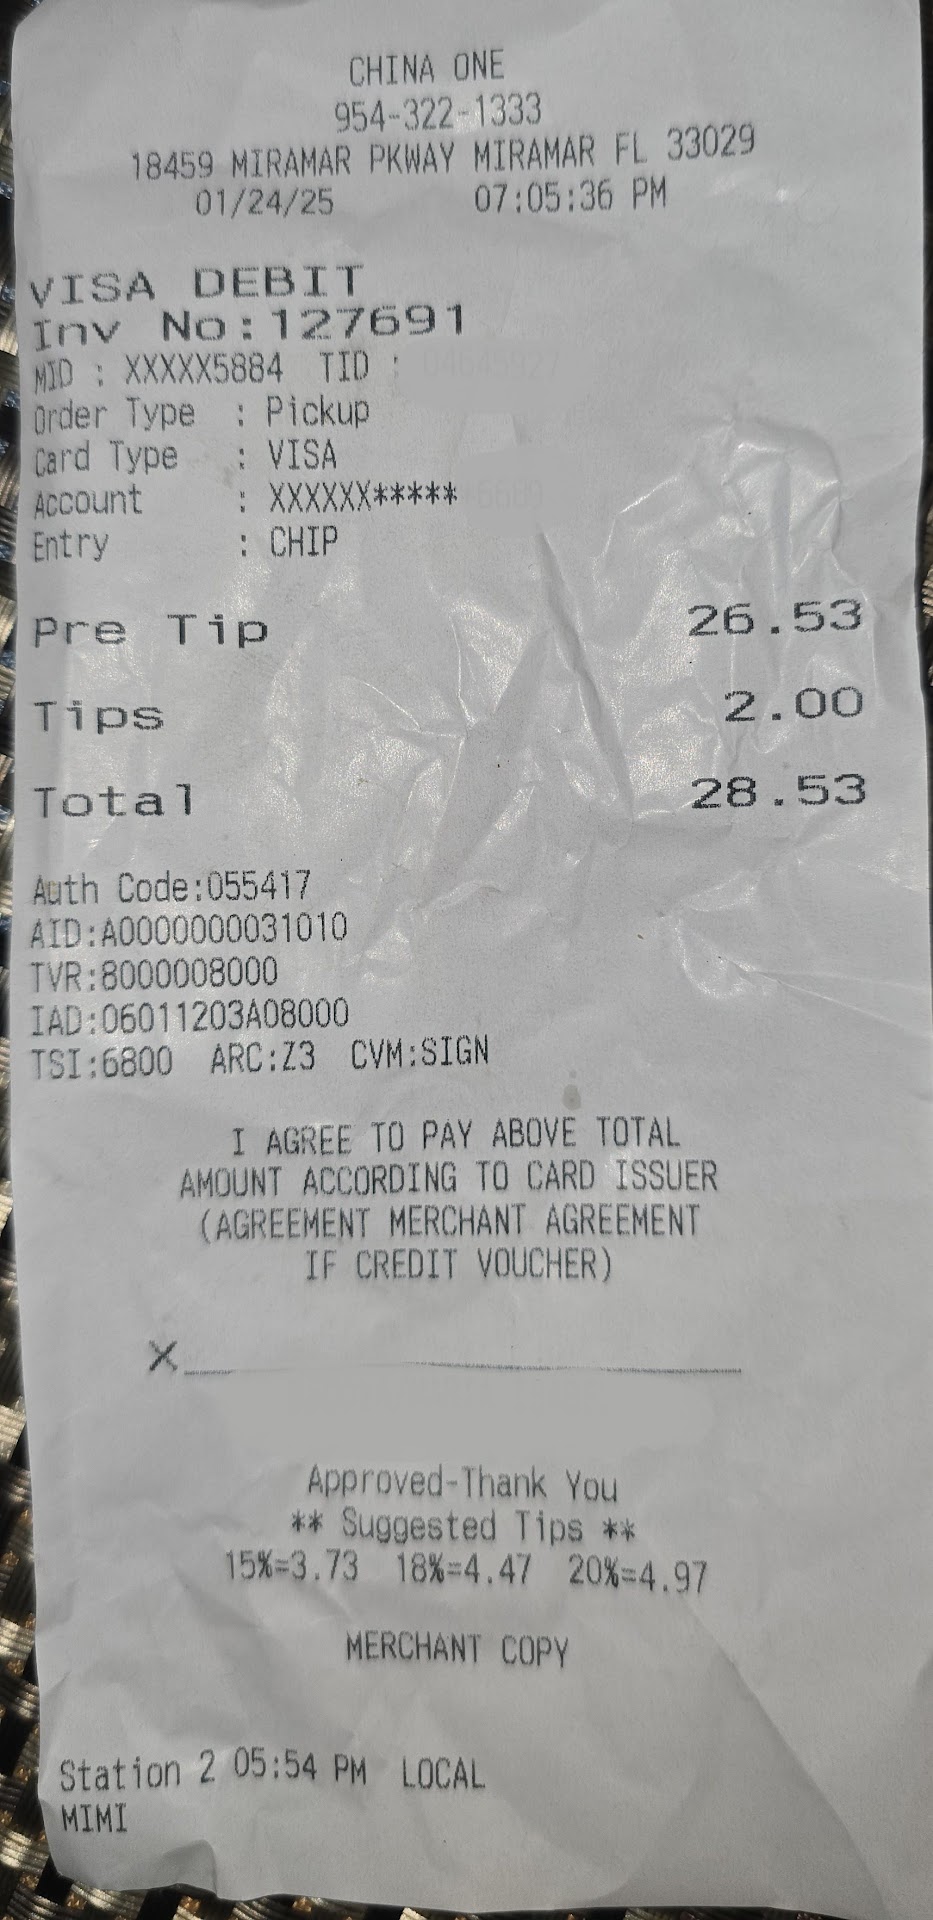 CHINA ONE
954-322-1333
18459 MIRAMAR PKWAY MIRAMAR FL 33029
01/24/25 07:05:36 PM
VISA DEBIT
Inv No:127691
MID : XXXXX5884 TID :
Order Type : Pickup
Card Type : VISA
Account : XXXXXX*****
Entry : CHIP
Pre Tip 26.53
Tips 2.00
Total 28.53
Auth Code:055417
AID:A0000000031010
TVR:8000008000
IAD:06011203A08000
TSI:6800 ARC:Z3 CVM:SIGN
I AGREE TO PAY ABOVE TOTAL
AMOUNT ACCORDING TO CARD ISSUER
(AGREEMENT MERCHANT AGREEMENT
IF CREDIT VOUCHER)
X
Approved-Thank You
** Suggested Tips **
15%=3.73 18%=4.47 20%=4.97
MERCHANT COPY
Station 2 05:54 PM LOCAL
MIMI